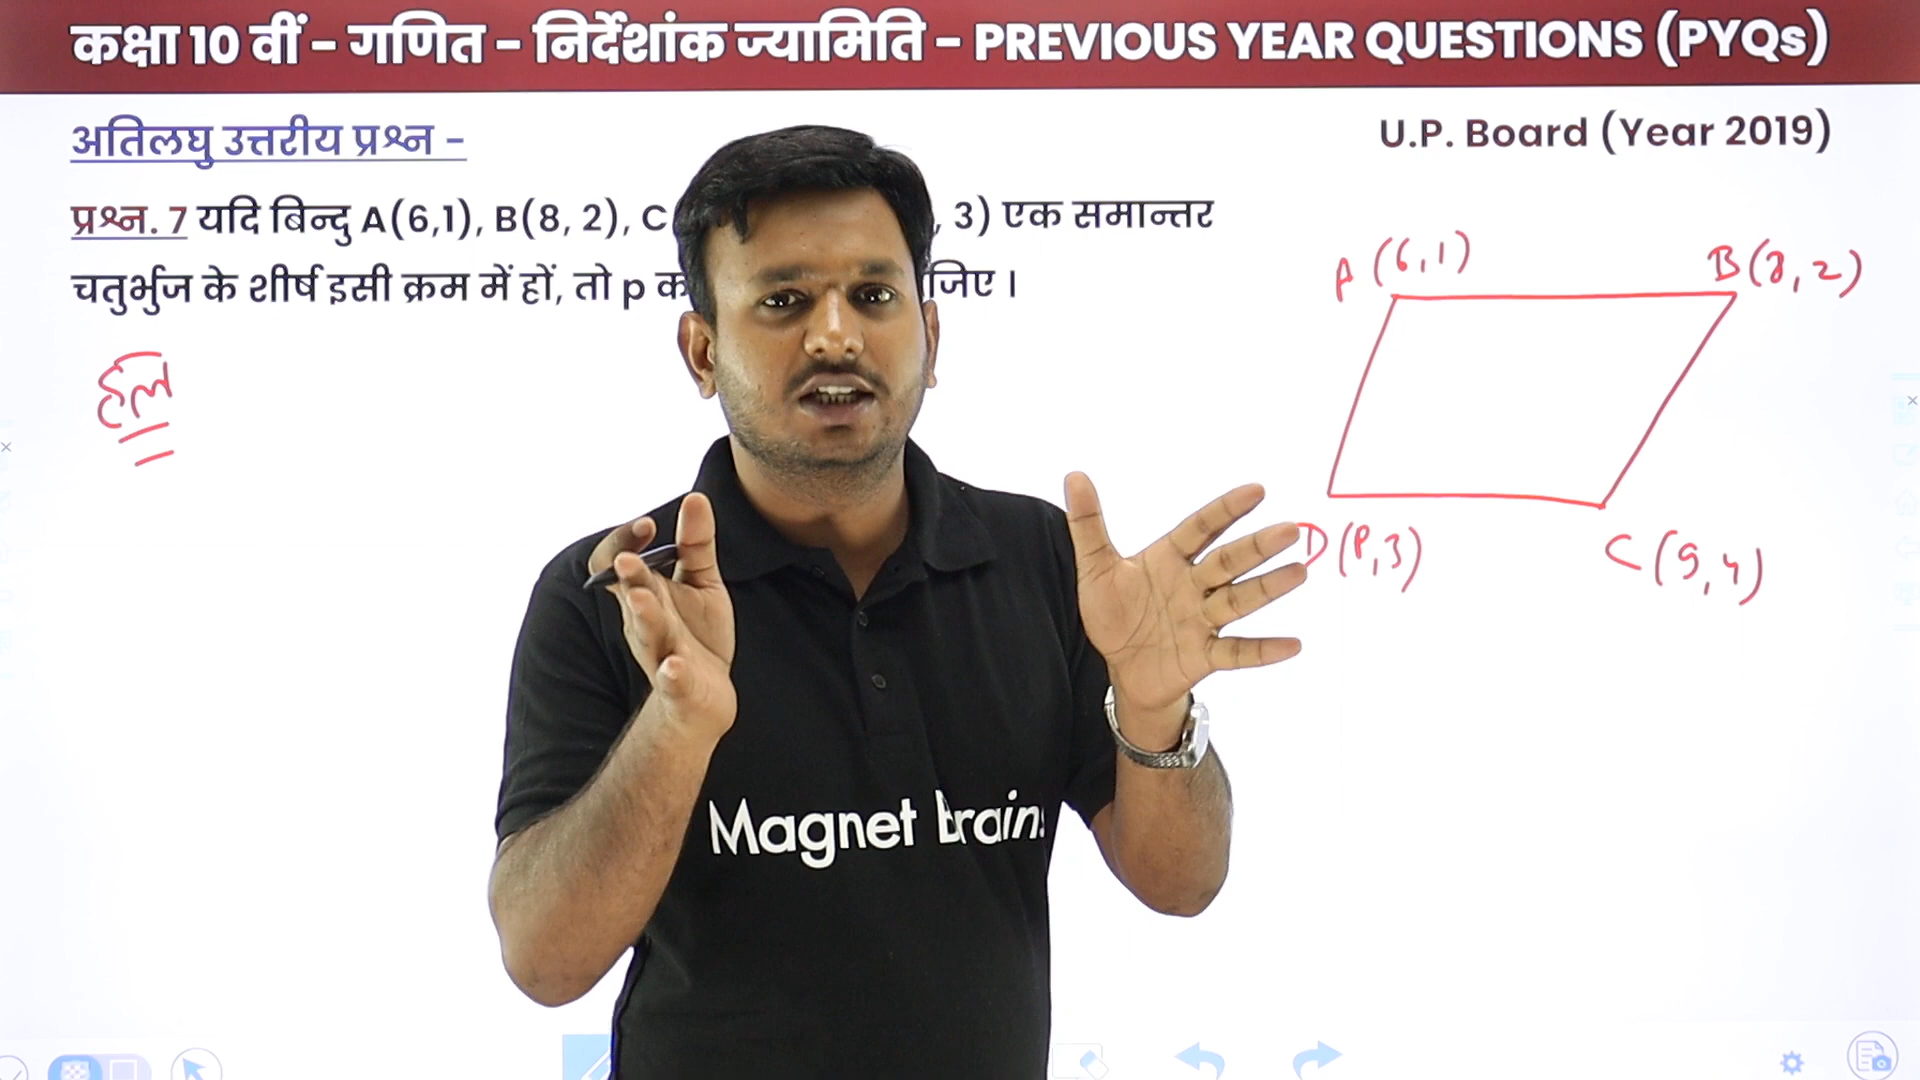 कक्षा 10 वीं - गणित - निर्देशांक ज्यामिति - PREVIOUS YEAR QUESTIONS (PYQs)
अतिलघु उत्तरीय प्रश्न -
U.P. Board (Year 2019)
प्रश्न. 7 यदि बिन्दु A(6,1), B(8, 2), C , 3) एक समान्तर
चतुर्भुज के शीर्ष इसी क्रम में हों, तो p क जिए ।
A (6,1)
B (8, 2)
हल
D (P, 3)
C (9, 4)
Magnet Brains